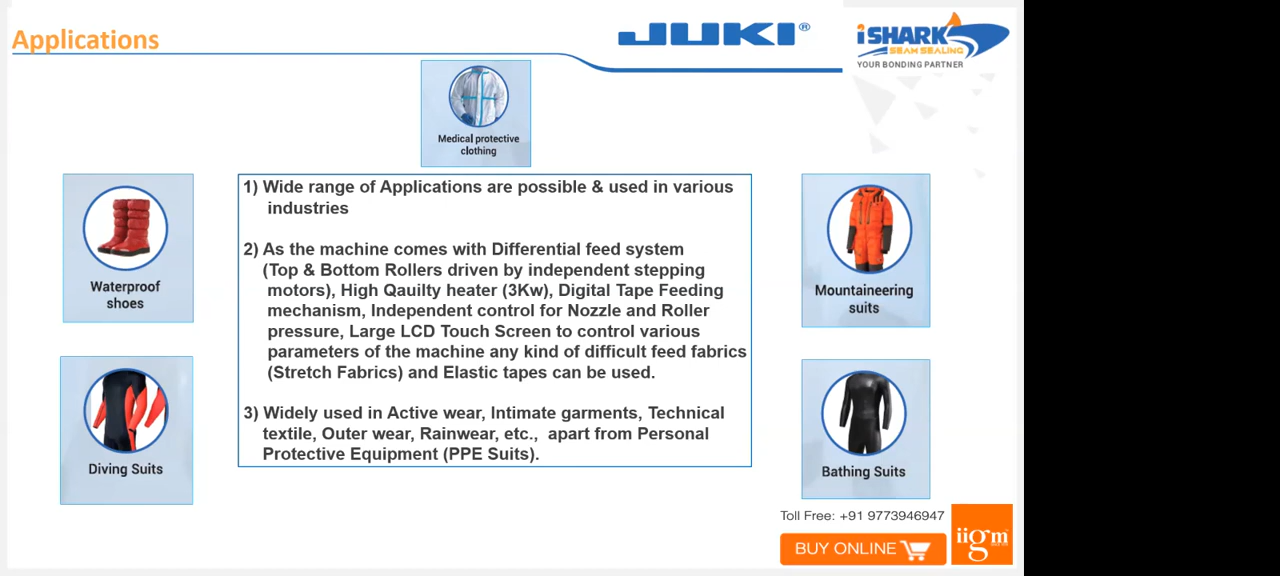 Applications
JUKI®
iSHARK
SEAM SEALING
YOUR BONDING PARTNER
Medical protective
clothing
Waterproof
shoes
Diving Suits
1) Wide range of Applications are possible & used in various
industries
2) As the machine comes with Differential feed system
(Top & Bottom Rollers driven by independent stepping
motors), High Qauilty heater (3Kw), Digital Tape Feeding
mechanism, Independent control for Nozzle and Roller
pressure, Large LCD Touch Screen to control various
parameters of the machine any kind of difficult feed fabrics
(Stretch Fabrics) and Elastic tapes can be used.
3) Widely used in Active wear, Intimate garments, Technical
textile, Outer wear, Rainwear, etc., apart from Personal
Protective Equipment (PPE Suits).
Mountaineering
suits
Bathing Suits
Toll Free: +91 9773946947
BUY ONLINE
iigm